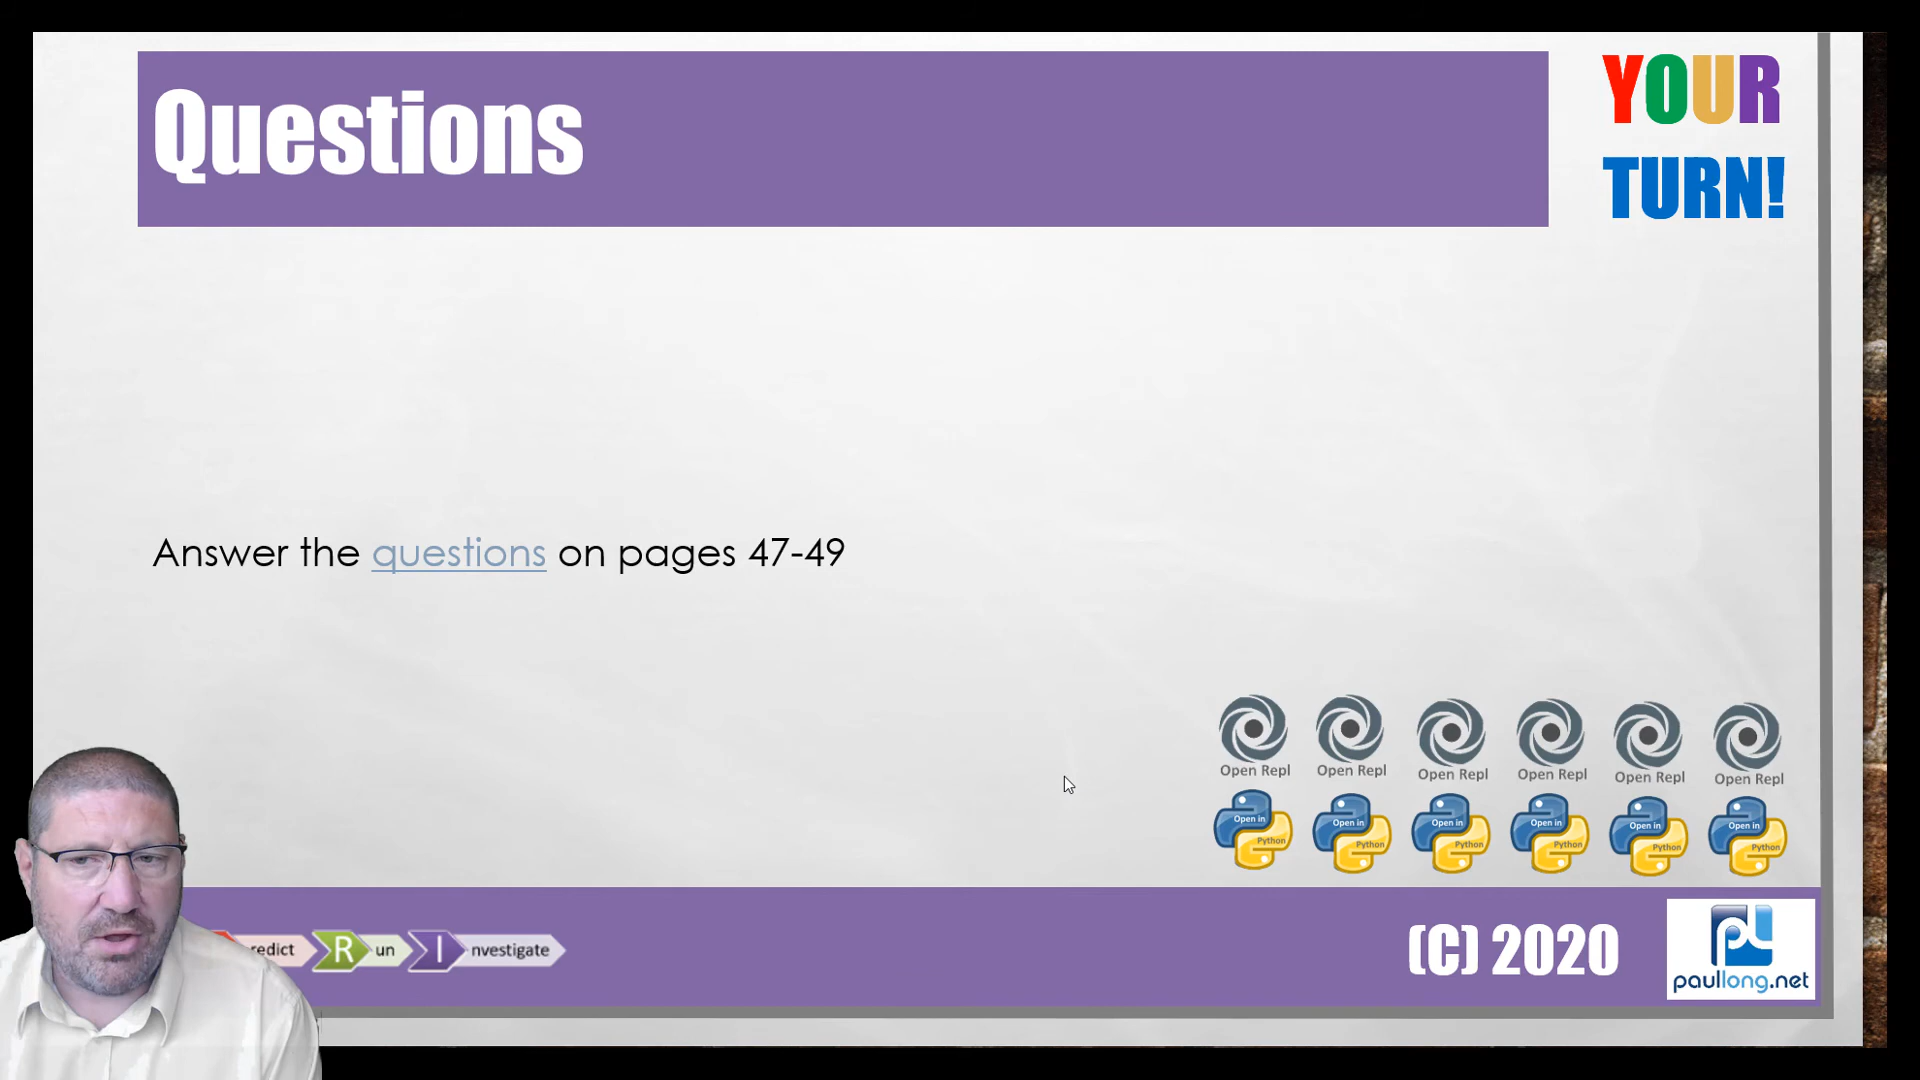 Questions
YOUR
TURN!
Answer the questions on pages 47-49
Open Repl
Open Repl
Open Repl
Open Repl
Open Repl
Open Repl
Open in Python
Open in Python
Open in Python
Open in Python
Open in Python
Open in Python
redict
R un
I nvestigate
(C) 2020
pl
paullong.net